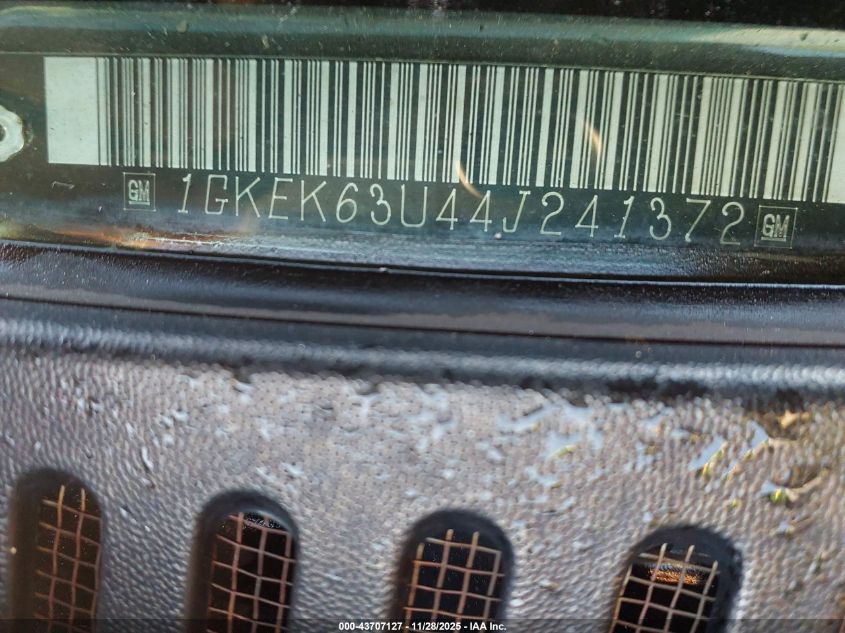 GM 1GKEK63U44J241372 GM
000-43707127 - 11/28/2025 - IAA Inc.